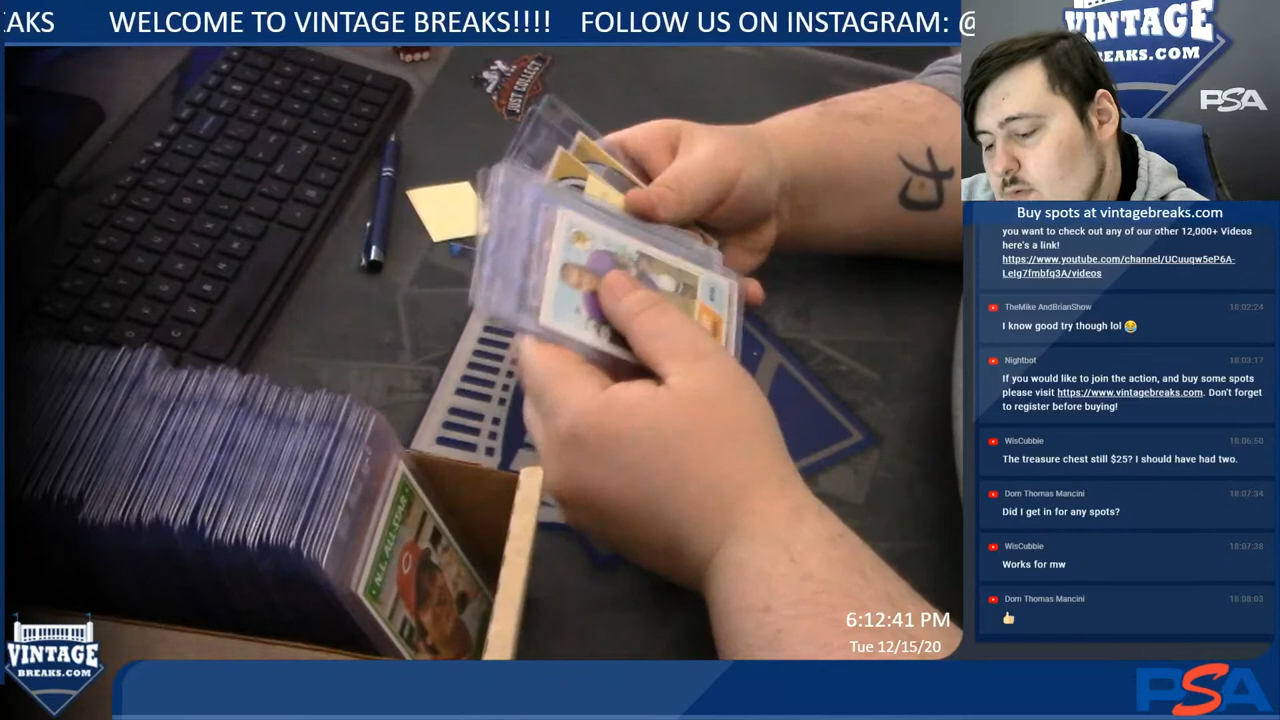 AKS WELCOME TO VINTAGE BREAKS!!!! FOLLOW US ON INSTAGRAM: @
JUST COLLECT
VINTAGE
BREAKS.COM
PSA
力
Buy spots at vintagebreaks.com
you want to check out any of our other 12,000+ Videos
here's a link!
https://www.youtube.com/channel/UCuuqw5eP6A-
LeIg7fmbfq3A/videos
TheMike AndBrianShow 18:02:24
I know good try though lol 😂
Nightbot 18:03:17
If you would like to join the action, and buy some spots
please visit https://www.vintagebreaks.com. Don't forget
to register before buying!
WisCubbie 18:06:50
The treasure chest still $25? I should have had two.
Dom Thomas Mancini 18:07:34
Did I get in for any spots?
WisCubbie 18:07:38
Works for mw
Dom Thomas Mancini 18:08:03
👍🏻
N.L. ALL-STAR
6:12:41 PM
Tue 12/15/20
VINTAGE
BREAKS.COM
PSA